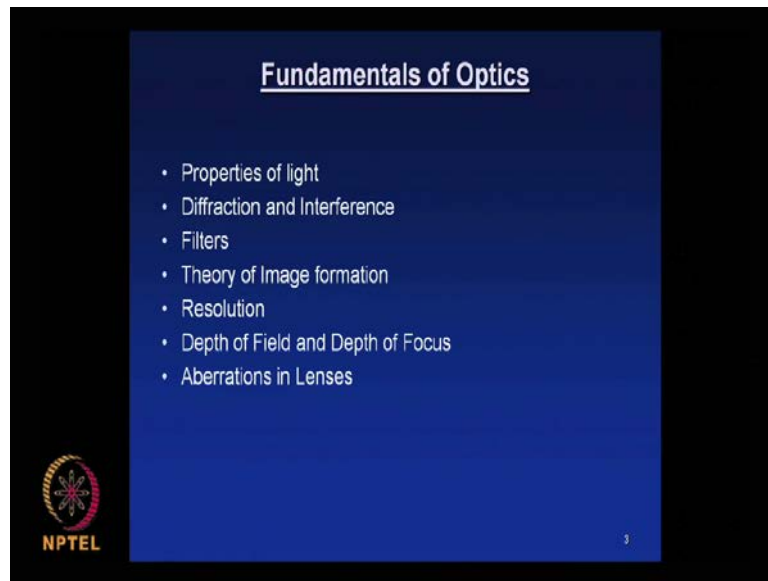 Fundamentals of Optics
• Properties of light
• Diffraction and Interference
• Filters
• Theory of Image formation
• Resolution
• Depth of Field and Depth of Focus
• Aberrations in Lenses
NPTEL
3